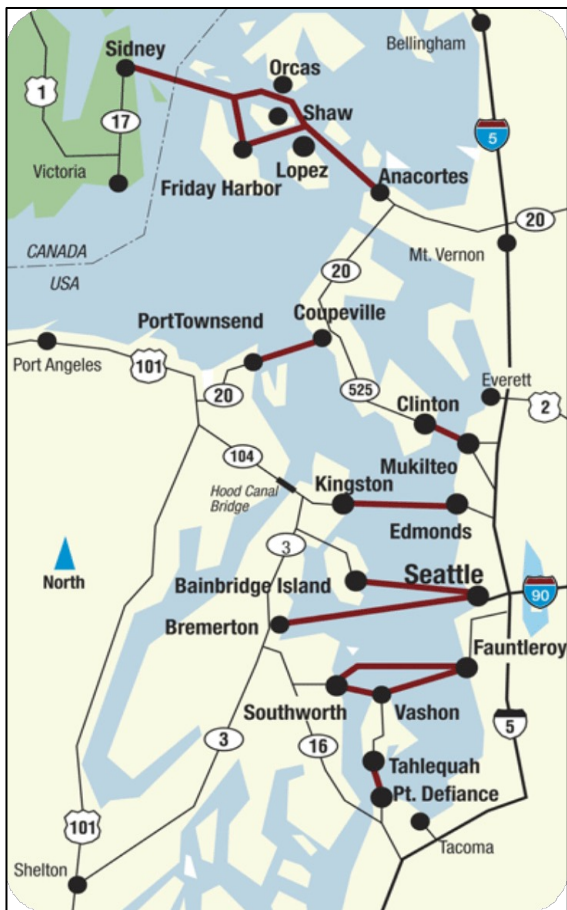 Bellingham
Sidney
Orcas
1
Shaw
17
5
Lopez
Victoria
Friday Harbor
Anacortes
20
CANADA
Mt. Vernon
20
USA
Coupeville
PortTownsend
Port Angeles
101
Everett
20
525
2
Clinton
104
Mukilteo
Kingston
Hood Canal
Bridge
Edmonds
3
North
Seattle
Bainbridge Island
90
Bremerton
Fauntleroy
Southworth
Vashon
5
3
16
Tahlequah
Pt. Defiance
101
Tacoma
Shelton